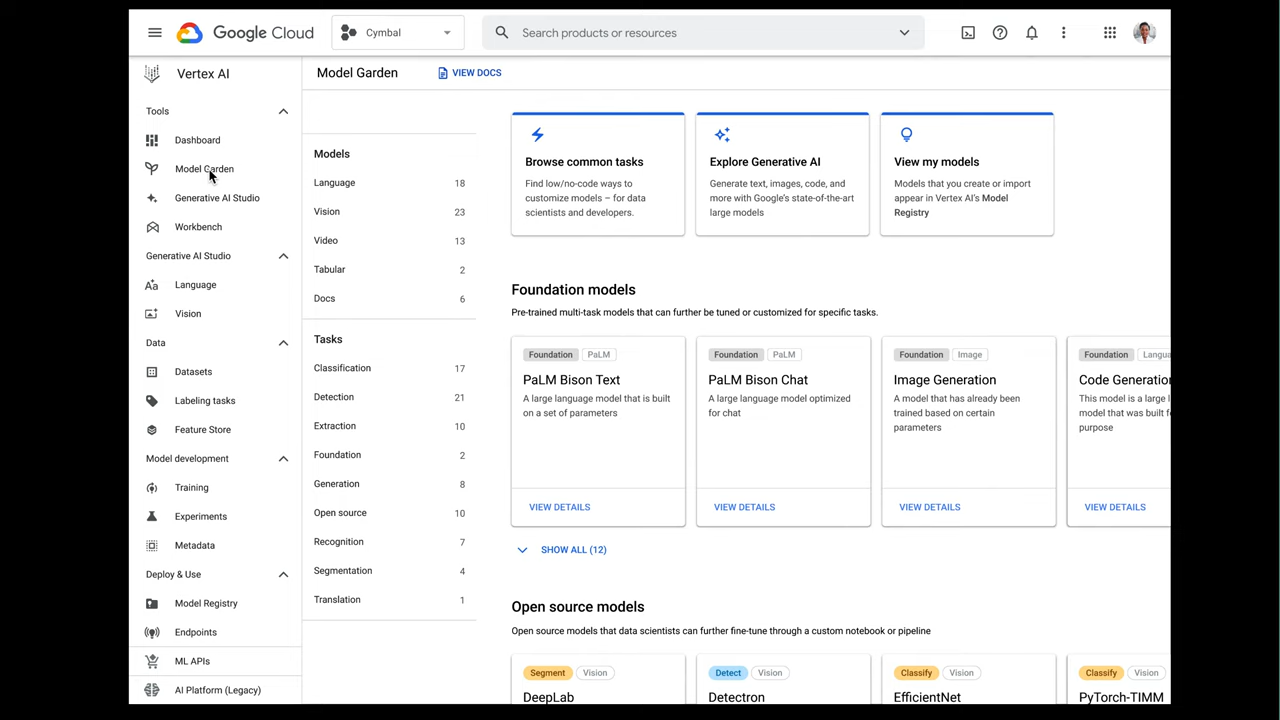 Google Cloud
Cymbal
Search products or resources
Vertex AI
Tools
Dashboard
Model Garden
Generative AI Studio
Workbench
Generative AI Studio
Language
Vision
Data
Datasets
Labeling tasks
Feature Store
Model development
Training
Experiments
Metadata
Deploy & Use
Model Registry
Endpoints
ML APIs
AI Platform (Legacy)
Model Garden
VIEW DOCS
Models
Language 18
Vision 23
Video 13
Tabular 2
Docs 6
Tasks
Classification 17
Detection 21
Extraction 10
Foundation 2
Generation 8
Open source 10
Recognition 7
Segmentation 4
Translation 1
Browse common tasks
Find low/no-code ways to
customize models – for data
scientists and developers.
Explore Generative AI
Generate text, images, code, and
more with Google's state-of-the-art
large models
View my models
Models that you create or import
appear in Vertex AI's Model
Registry
Foundation models
Pre-trained multi-task models that can further be tuned or customized for specific tasks.
Foundation PaLM
PaLM Bison Text
A large language model that is built
on a set of parameters
VIEW DETAILS
Foundation PaLM
PaLM Bison Chat
A large language model optimized
for chat
VIEW DETAILS
Foundation Image
Image Generation
A model that has already been
trained based on certain
parameters
VIEW DETAILS
Foundation Langua
Code Generation
This model is a large l
model that was built f
purpose
VIEW DETAILS
SHOW ALL (12)
Open source models
Open source models that data scientists can further fine-tune through a custom notebook or pipeline
Segment Vision
DeepLab
Detect Vision
Detectron
Classify Vision
EfficientNet
Classify Vision
PyTorch-TIMM